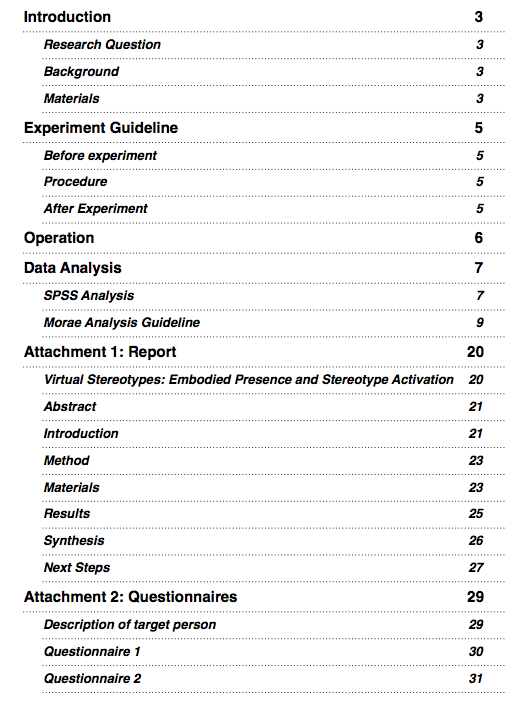 Introduction 3
Research Question 3
Background 3
Materials 3
Experiment Guideline 5
Before experiment 5
Procedure 5
After Experiment 5
Operation 6
Data Analysis 7
SPSS Analysis 7
Morae Analysis Guideline 9
Attachment 1: Report 20
Virtual Stereotypes: Embodied Presence and Stereotype Activation 20
Abstract 21
Introduction 21
Method 23
Materials 23
Results 25
Synthesis 26
Next Steps 27
Attachment 2: Questionnaires 29
Description of target person 29
Questionnaire 1 30
Questionnaire 2 31